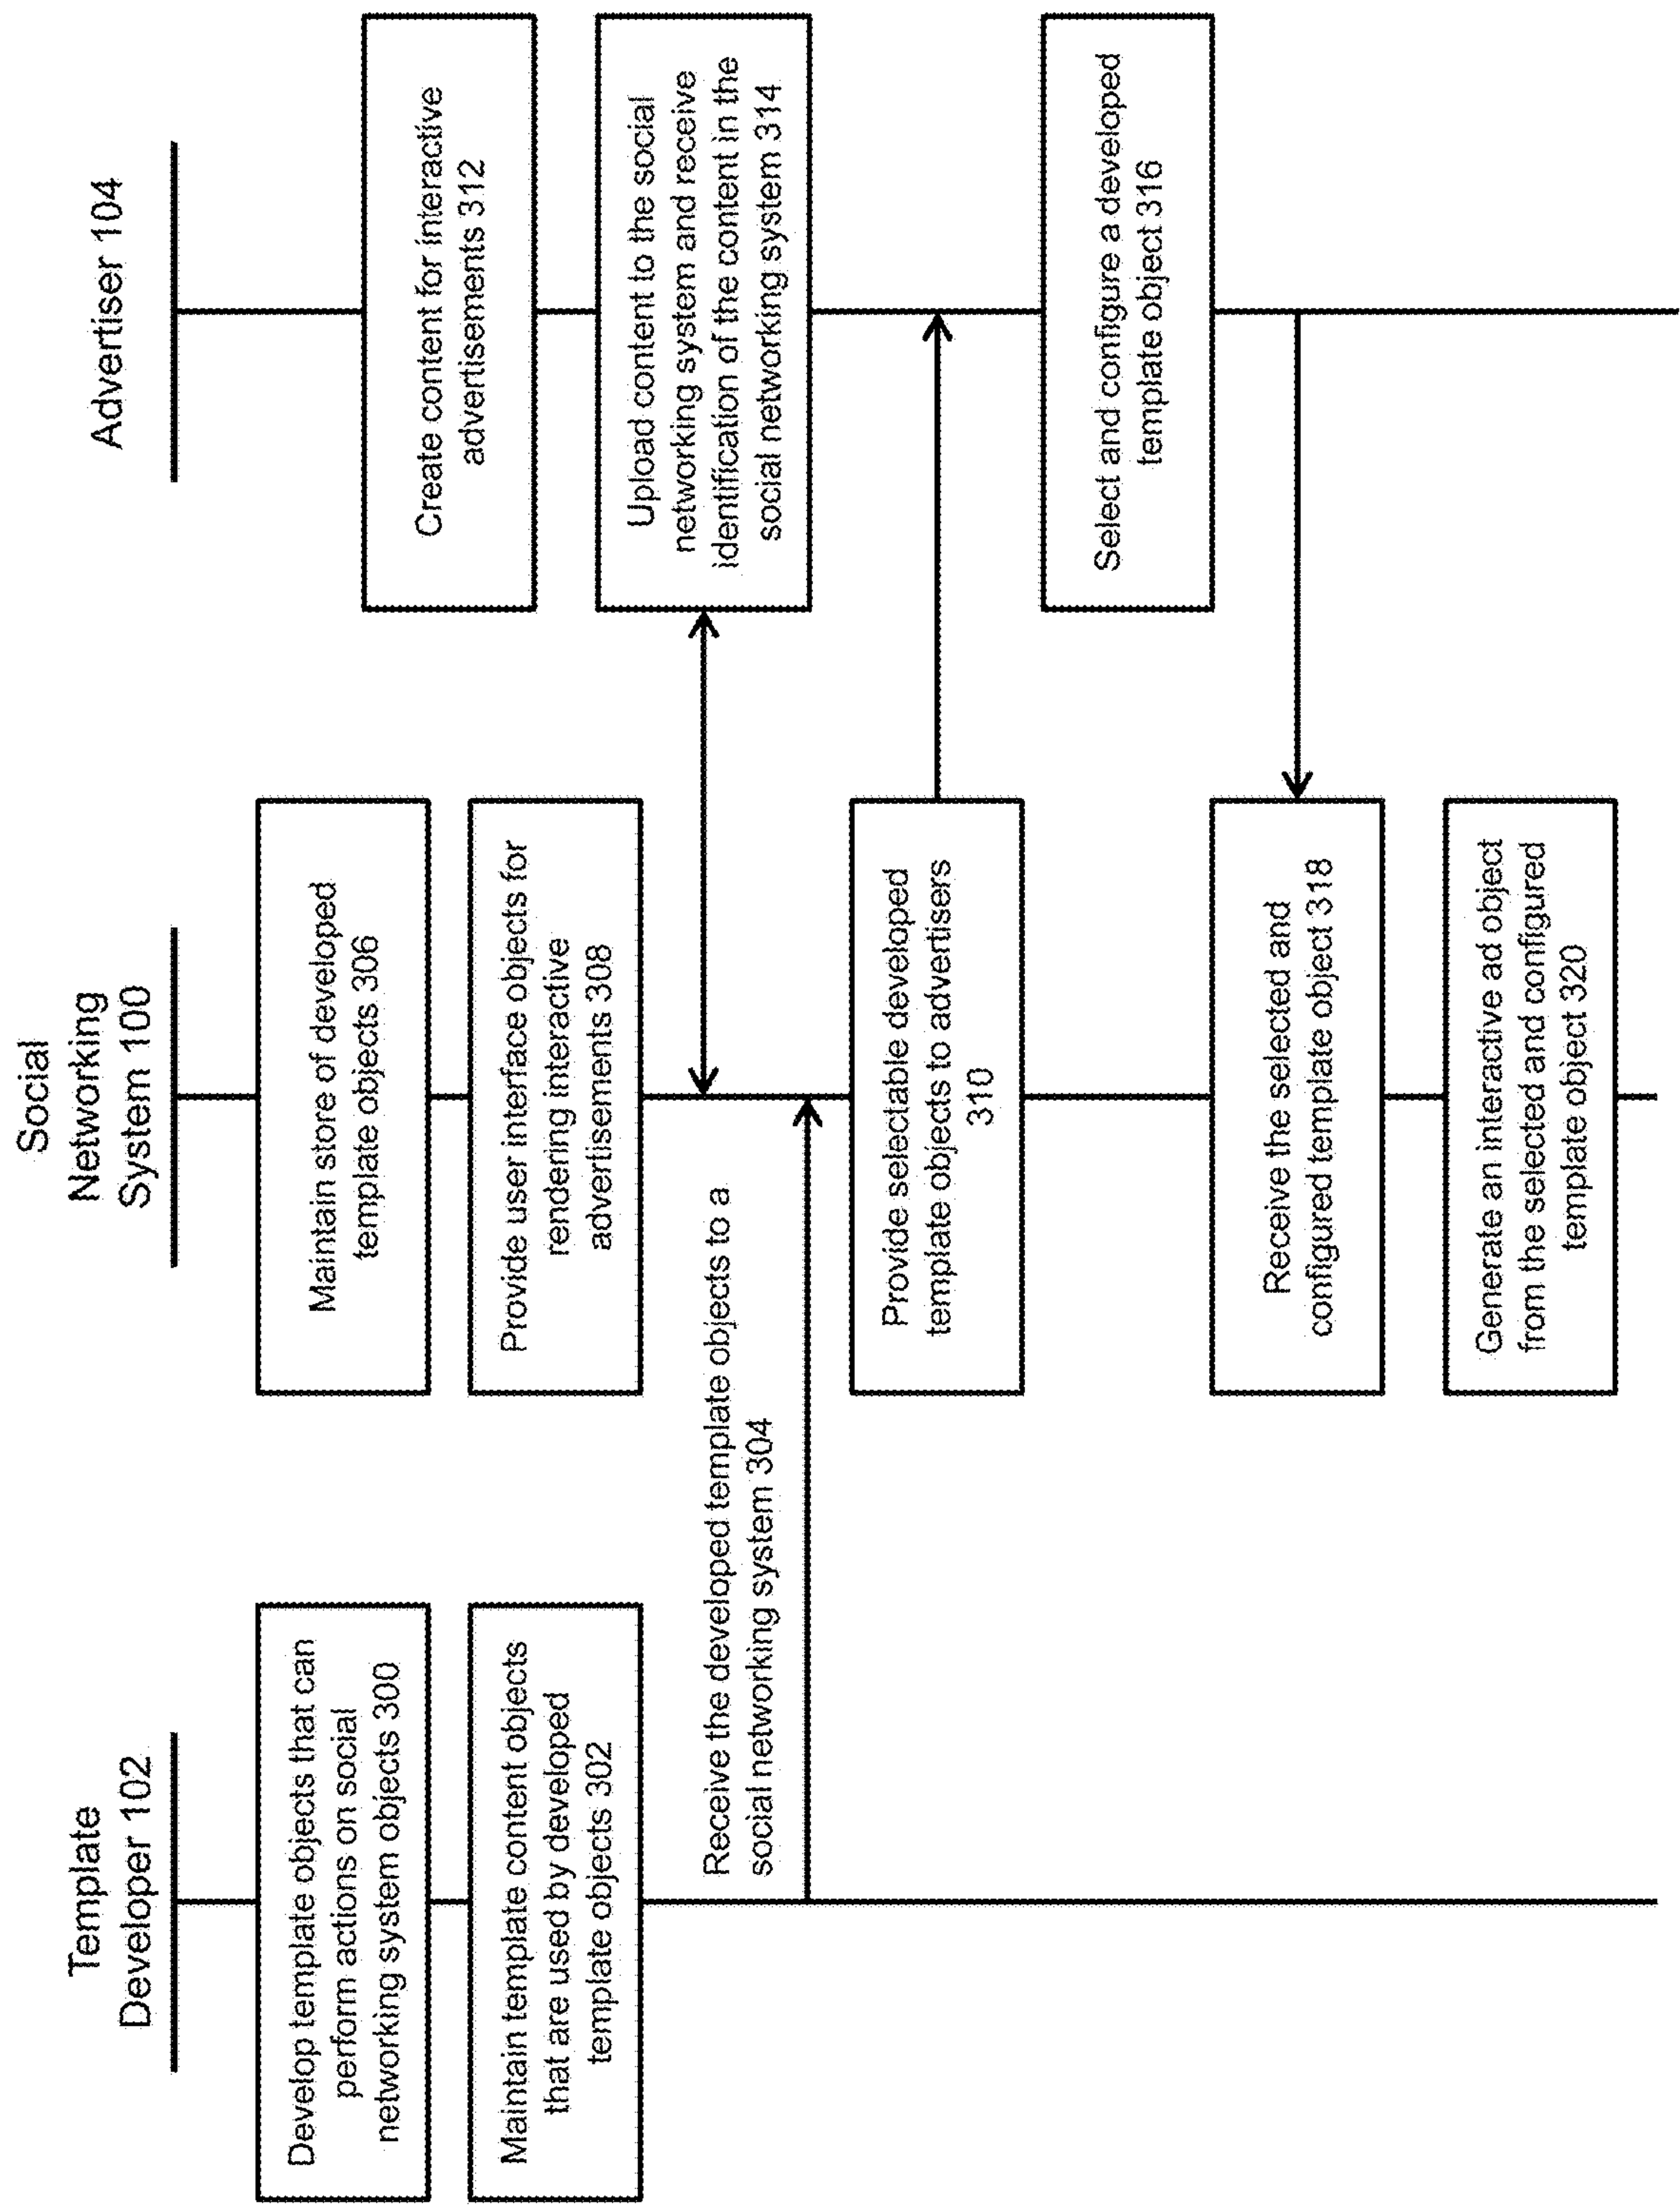 Template
Developer 102
Develop template objects that can
perform actions on social
networking system objects 300
Maintain template content objects
that are used by developed
template objects 302
Receive the developed template objects to a
social networking system 304
Social
Networking
System 100
Maintain store of developed
template objects 306
Provide user interface objects for
rendering interactive
advertisements 308
Provide selectable developed
template objects to advertisers
310
Receive the selected and
configured template object 318
Generate an interactive ad object
from the selected and configured
template object 320
Advertiser 104
Create content for interactive
advertisements 312
Upload content to the social
networking system and receive
identification of the content in the
social networking system 314
Select and configure a developed
template object 316